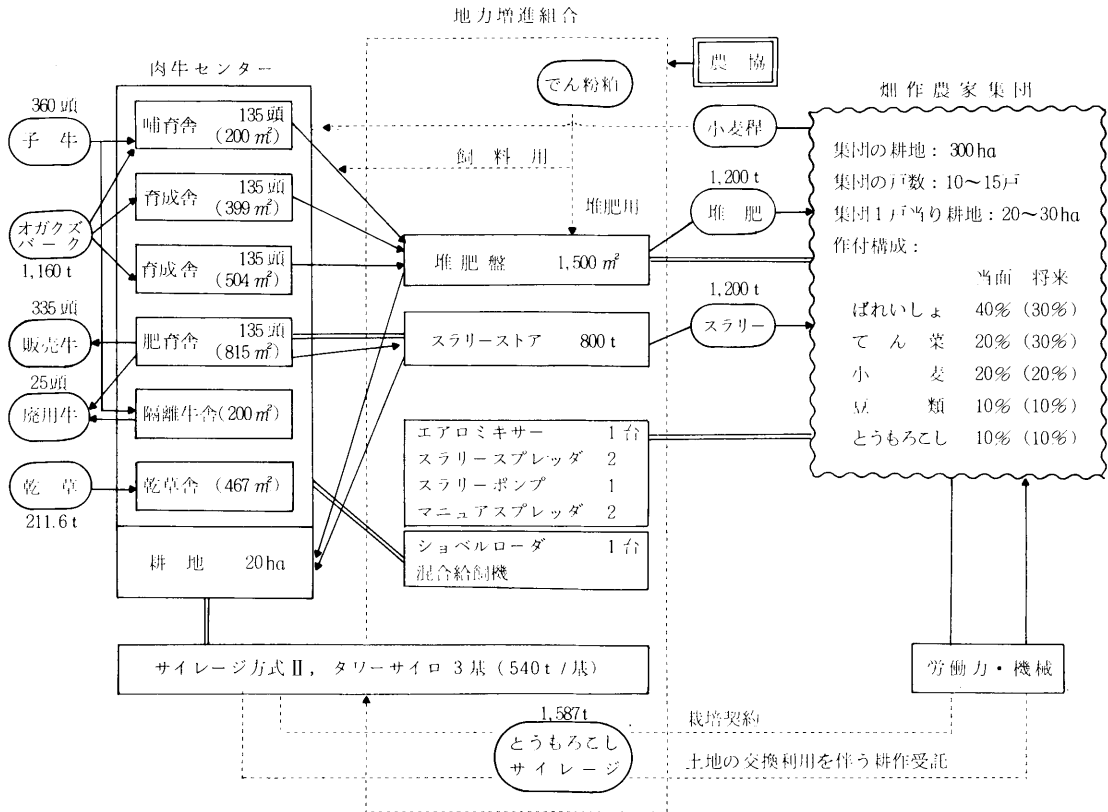 地力増進組合
肉牛センター
360頭
子牛
オガクズ
バーク
1,160t
335頭
販売牛
25頭
廃用牛
乾草
211.6t
哺育舎 135頭
(200㎡)
育成舎 135頭
(399㎡)
育成舎 135頭
(504㎡)
肥育舎 135頭
(815㎡)
隔離牛舎(200㎡)
乾草舎 (467㎡)
耕地 20ha
でん粉粕
飼料用
堆肥用
堆肥盤 1,500㎡
スラリーストア 800t
エアロミキサー 1台
スラリースプレッダ 2
スラリーポンプ 1
マニュアスプレッダ 2
ショベルローダ 1台
混合給飼機
農協
小麦稈
1,200t
堆肥
1,200t
スラリー
畑作農家集団
集団の耕地：300ha
集団の戸数：10〜15戸
集団1戸当り耕地：20〜30ha
作付構成：
当面 将来
ばれいしょ 40% (30%)
てん菜 20% (30%)
小麦 20% (20%)
豆類 10% (10%)
とうもろこし 10% (10%)
サイレージ方式Ⅱ，タワーサイロ3基(540t/基)
労働力・機械
1,587t
とうもろこし
サイレージ
栽培契約
土地の交換利用を伴う耕作受託